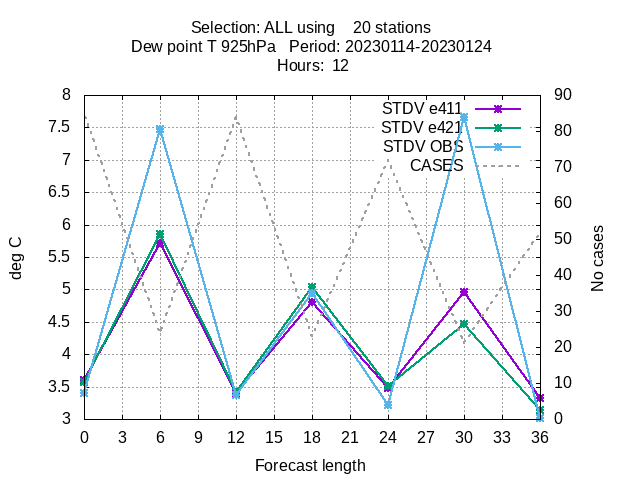 Selection: ALL using    20 stations
Dew point T 925hPa   Period: 20230114-20230124
Hours:  12
STDV e411
STDV e421
STDV OBS
CASES
8
7.5
7
6.5
6
5.5
5
4.5
4
3.5
3
90
80
70
60
50
40
30
20
10
0
deg C
No cases
0 3 6 9 12 15 18 21 24 27 30 33 36
Forecast length